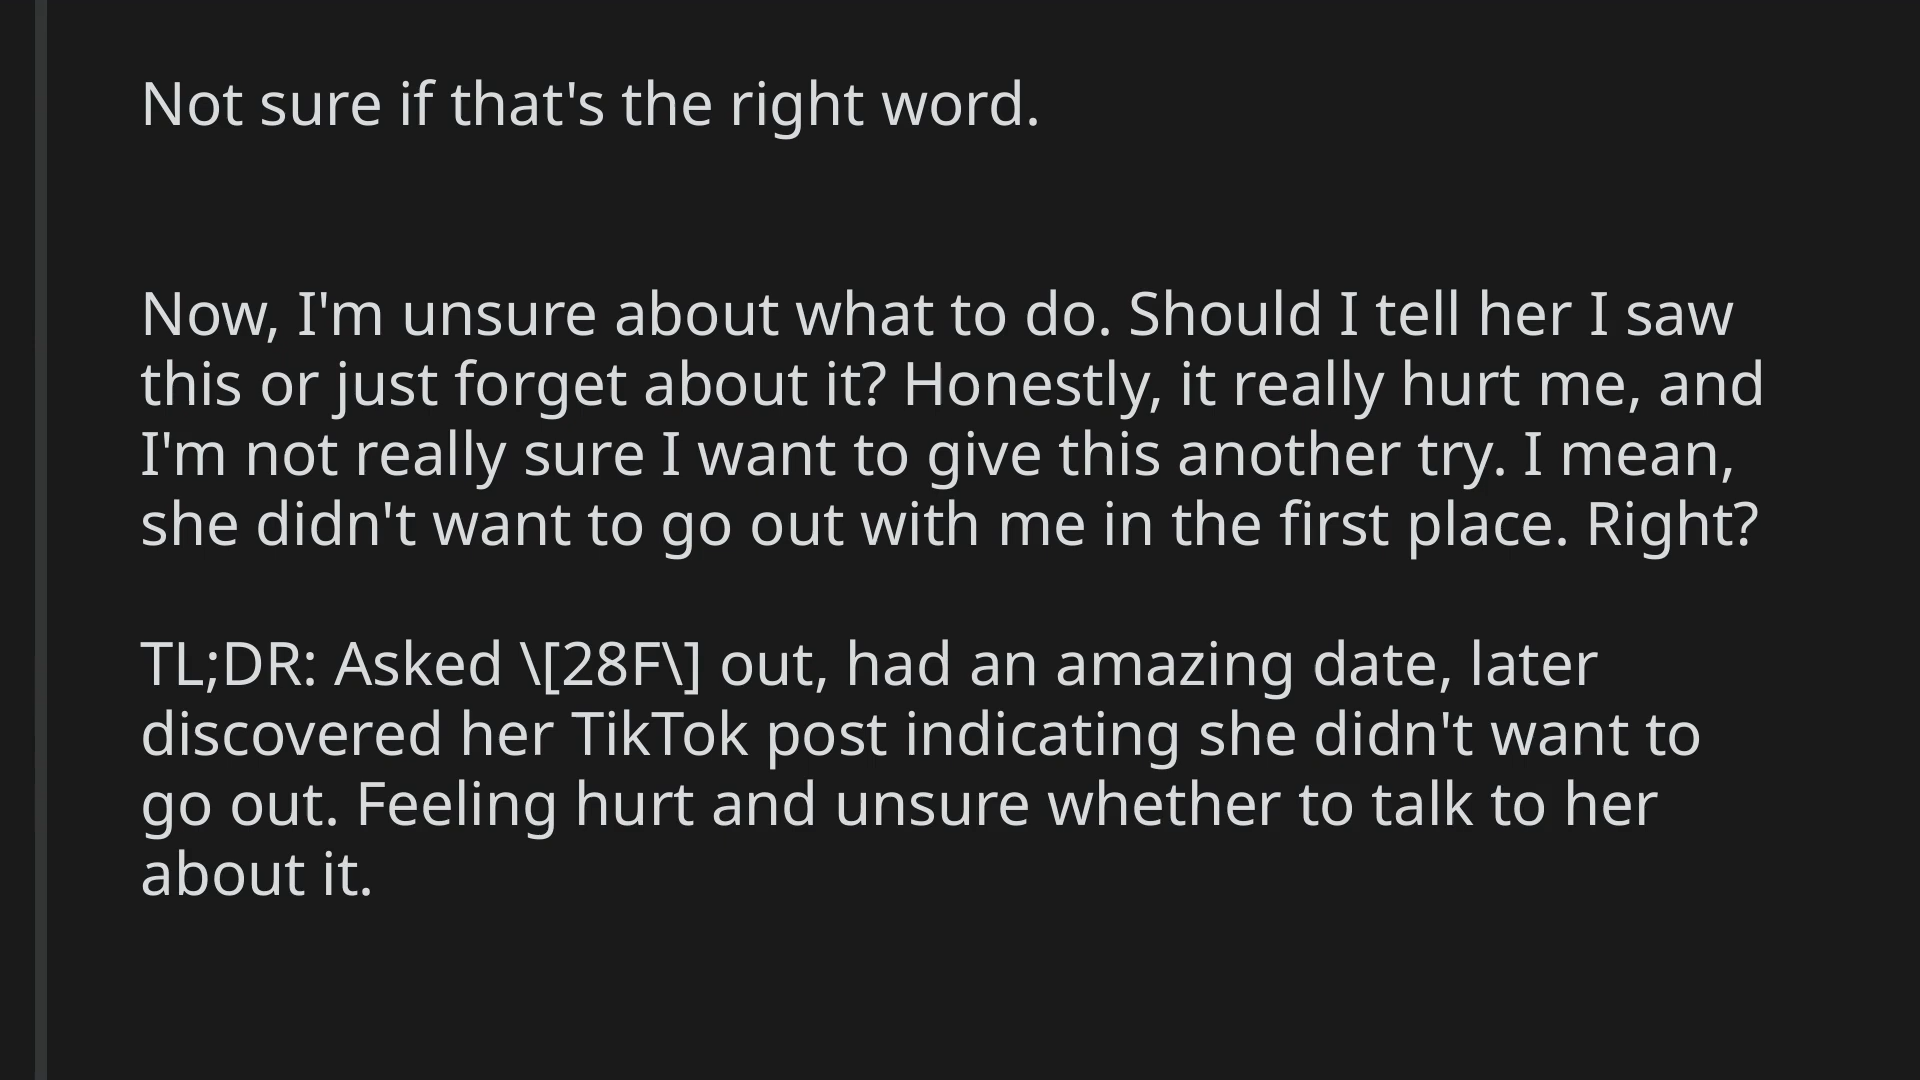 Not sure if that's the right word.
Now, I'm unsure about what to do. Should I tell her I saw
this or just forget about it? Honestly, it really hurt me, and
I'm not really sure I want to give this another try. I mean,
she didn't want to go out with me in the first place. Right?
TL;DR: Asked \[28F\] out, had an amazing date, later
discovered her TikTok post indicating she didn't want to
go out. Feeling hurt and unsure whether to talk to her
about it.